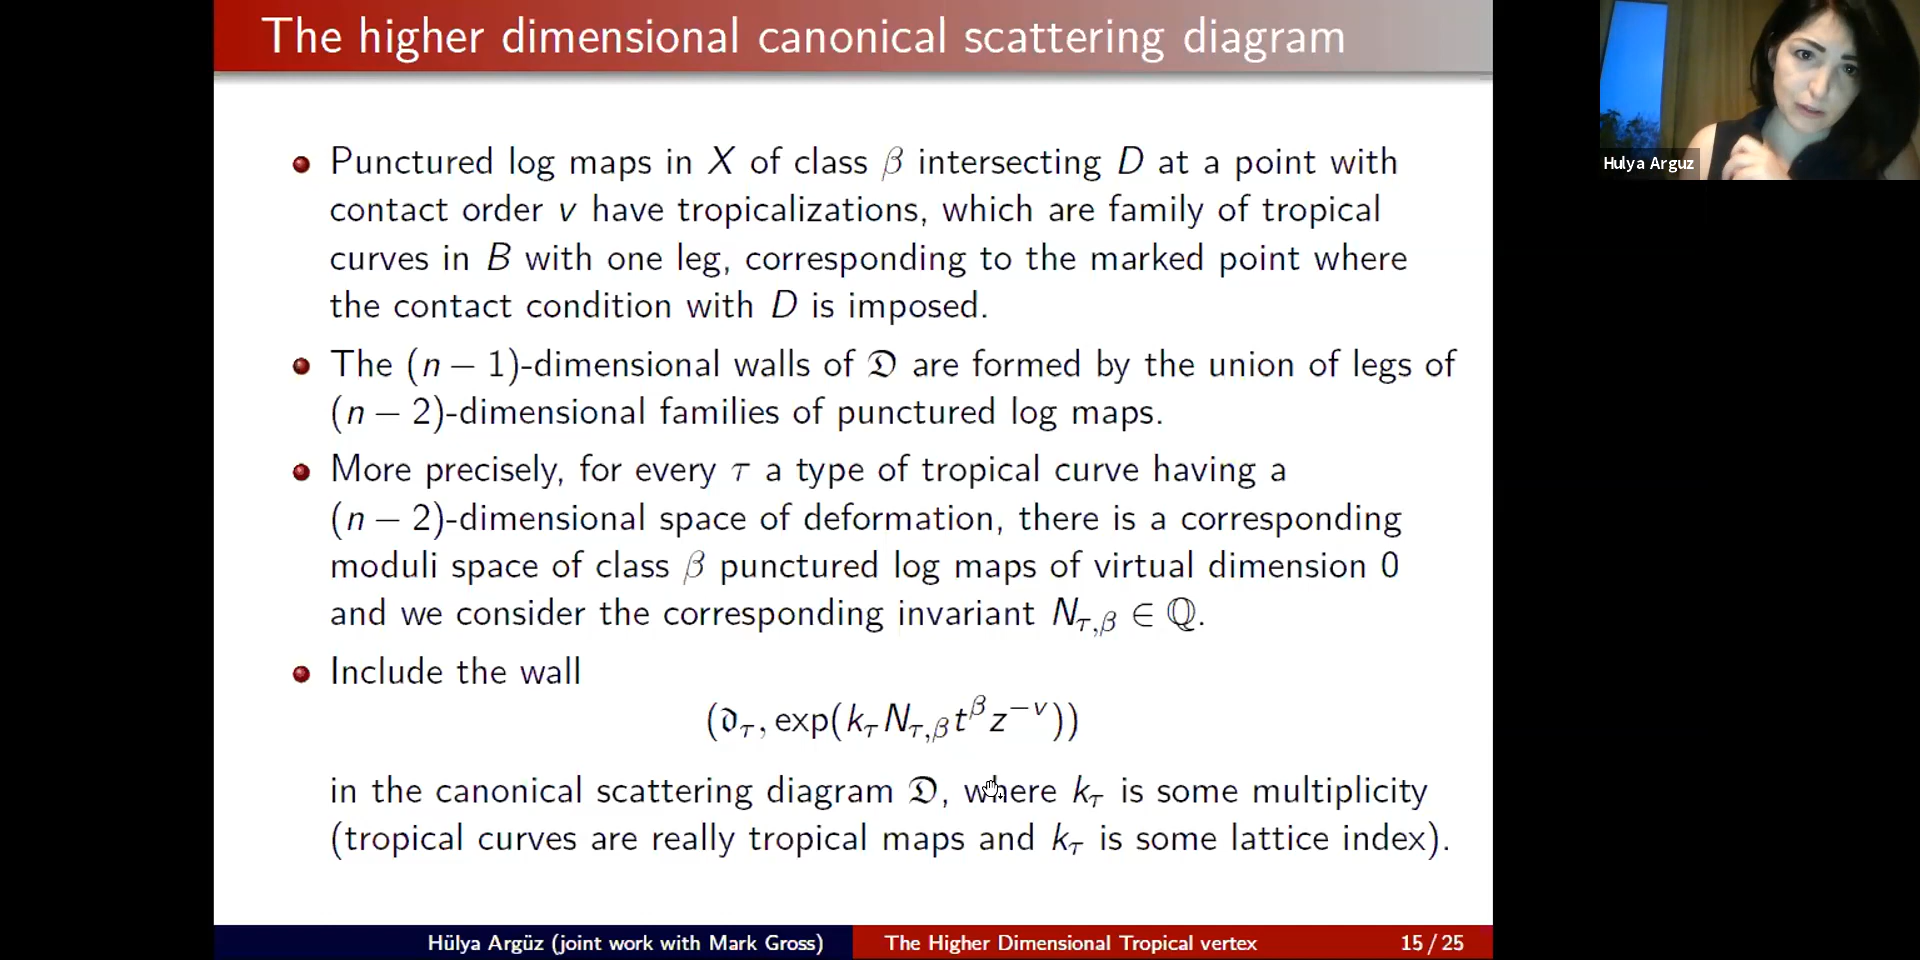 The higher dimensional canonical scattering diagram
Punctured log maps in X of class β intersecting D at a point with
contact order v have tropicalizations, which are family of tropical
curves in B with one leg, corresponding to the marked point where
the contact condition with D is imposed.
The (n − 1)-dimensional walls of 𝔇 are formed by the union of legs of
(n − 2)-dimensional families of punctured log maps.
More precisely, for every τ a type of tropical curve having a
(n − 2)-dimensional space of deformation, there is a corresponding
moduli space of class β punctured log maps of virtual dimension 0
and we consider the corresponding invariant N_{τ,β} ∈ ℚ.
Include the wall
(𝔡_τ, exp(k_τ N_{τ,β} t^β z^{−v}))
in the canonical scattering diagram 𝔇, where k_τ is some multiplicity
(tropical curves are really tropical maps and k_τ is some lattice index).
Hülya Argüz (joint work with Mark Gross)
The Higher Dimensional Tropical vertex
15 / 25
Hulya Arguz